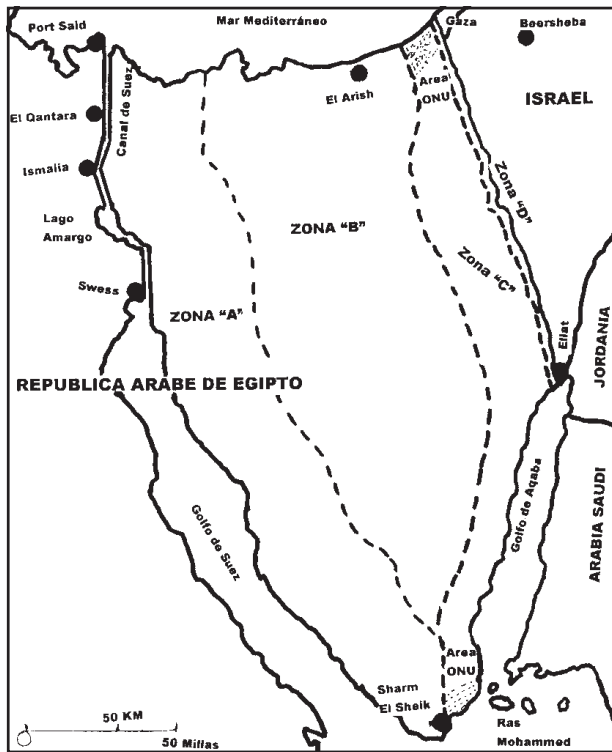 Mar Mediterráneo
Gaza
Beersheba
Port Said
Canal de Suez
El Arish
Area
ONU
ISRAEL
El Qantara
Ismalia
Zona "D"
Lago
Amargo
ZONA "B"
Zona "C"
Swess
ZONA "A"
Eliat
JORDANIA
REPUBLICA ARABE DE EGIPTO
Golfo de Aqaba
ARABIA SAUDI
Golfo de Suez
Area
ONU
Sharm
El Sheik
Ras
Mohammed
50 KM
50 Millas